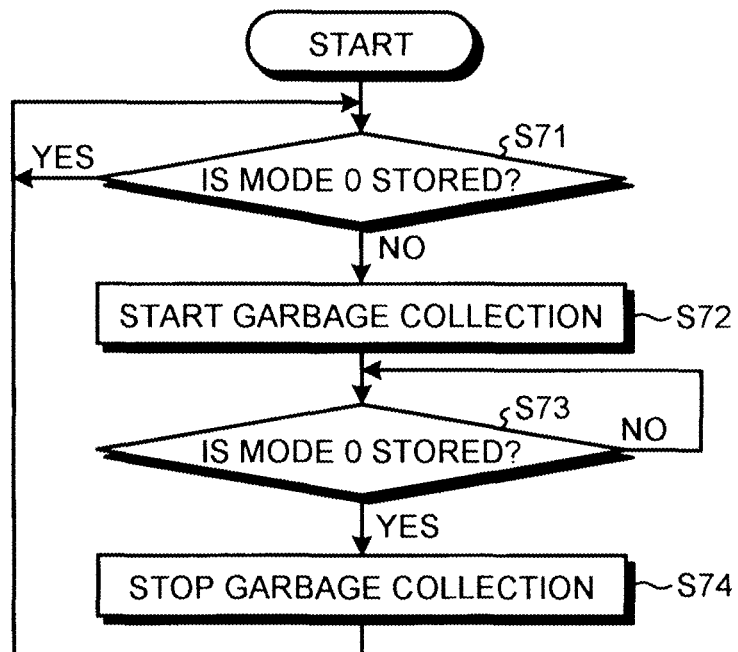 START
S71
YES
IS MODE 0 STORED?
NO
START GARBAGE COLLECTION
S72
S73
IS MODE 0 STORED?
NO
YES
STOP GARBAGE COLLECTION
S74